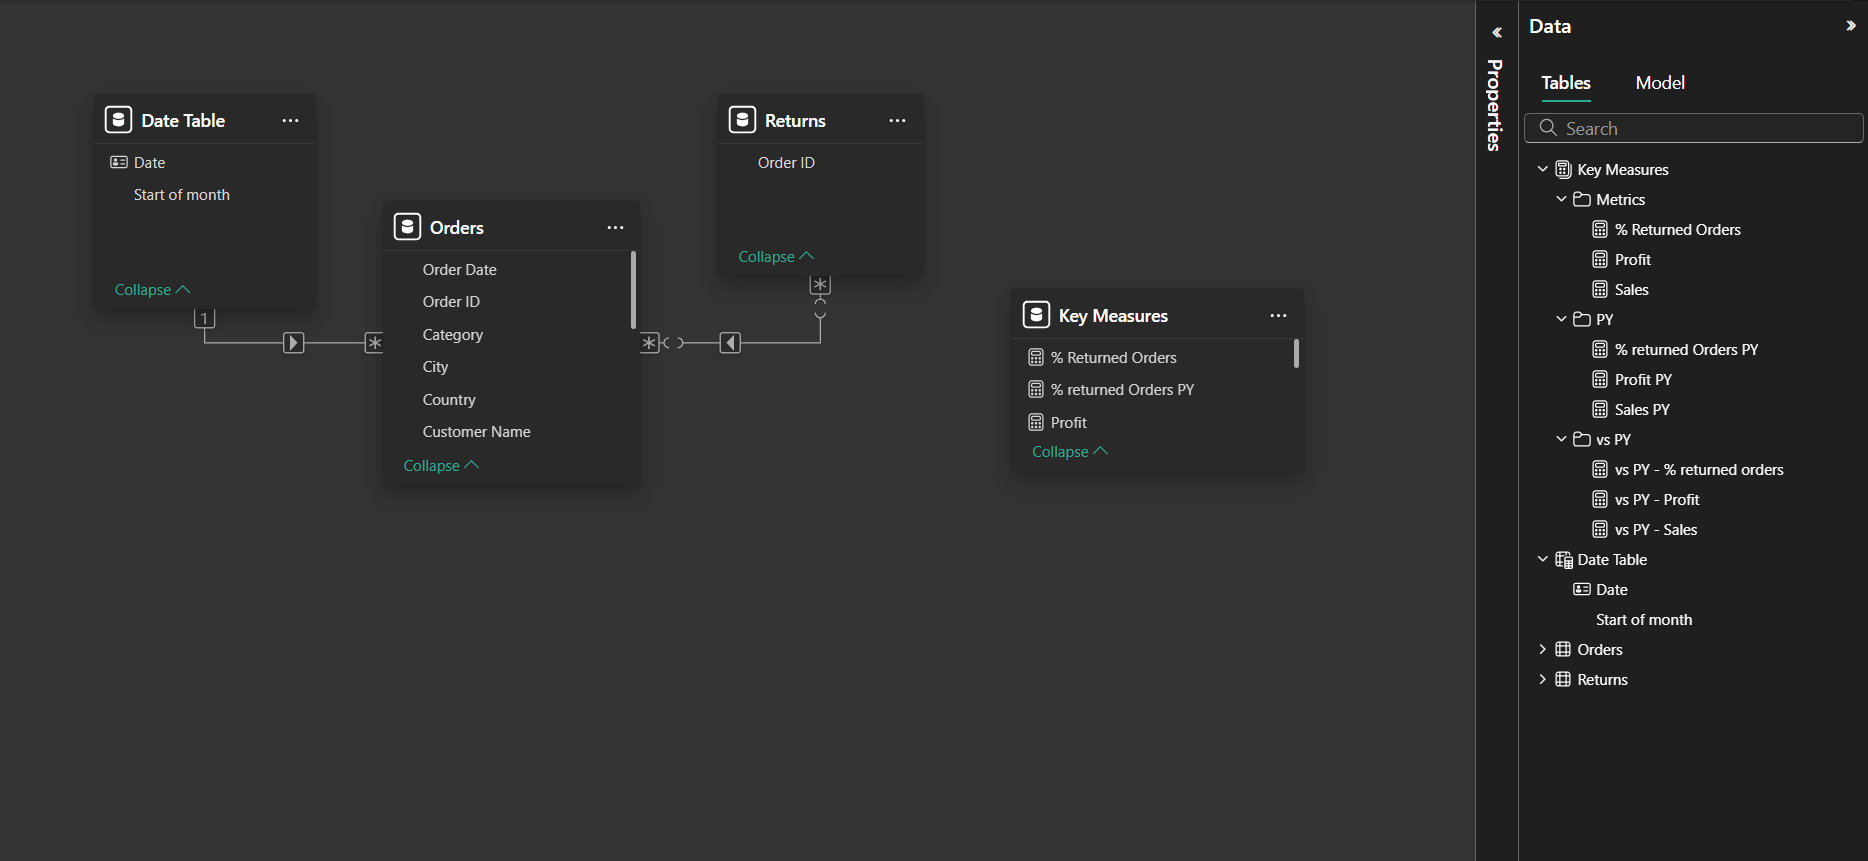 Date Table
Date
Start of month
Collapse
1
*
Orders
Order Date
Order ID
Category
City
Country
Customer Name
Collapse
*
Returns
Order ID
Collapse
*
Key Measures
% Returned Orders
% returned Orders PY
Profit
Collapse
Properties
Data
Tables
Model
Search
Key Measures
Metrics
% Returned Orders
Profit
Sales
PY
% returned Orders PY
Profit PY
Sales PY
vs PY
vs PY - % returned orders
vs PY - Profit
vs PY - Sales
Date Table
Date
Start of month
Orders
Returns